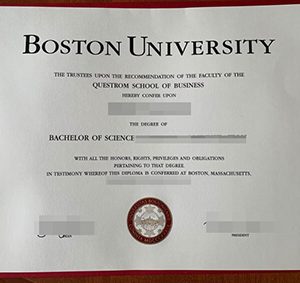 BOSTON UNIVERSITY
THE TRUSTEES UPON THE RECOMMENDATION OF THE FACULTY OF THE
QUESTROM SCHOOL OF BUSINESS
HEREBY CONFER UPON
THE DEGREE OF
BACHELOR OF SCIENCE
WITH ALL THE HONORS, RIGHTS, PRIVILEGES AND OBLIGATIONS
PERTAINING TO THAT DEGREE.
IN TESTIMONY WHEREOF THIS DIPLOMA IS CONFERRED AT BOSTON, MASSACHUSETTS,
PRESIDENT